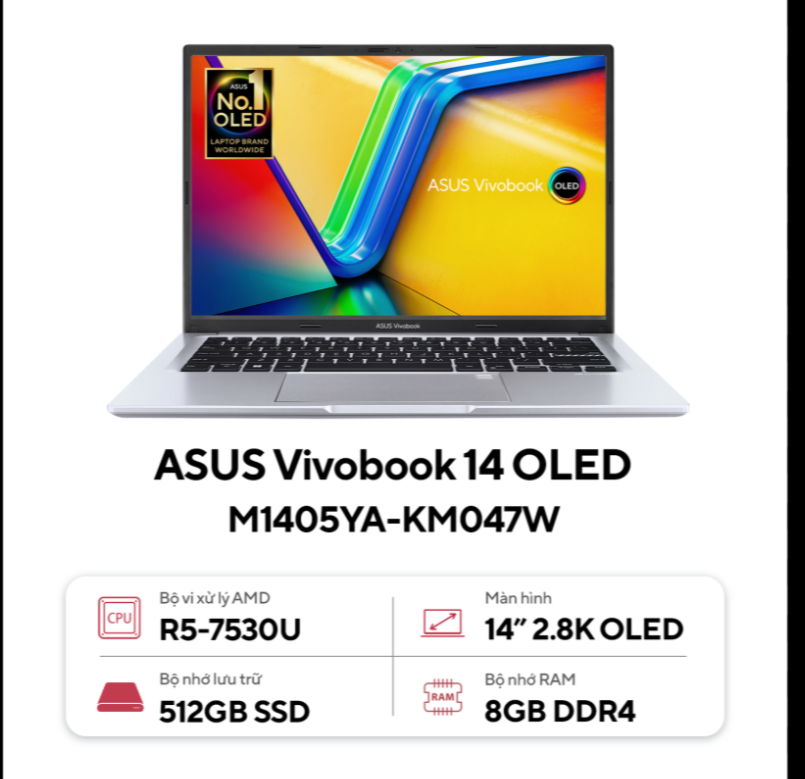 ASUS
No.1
OLED
LAPTOP BRAND
WORLDWIDE
ASUS Vivobook OLED
ASUS Vivobook
ASUS Vivobook 14 OLED
M1405YA-KM047W
Bộ vi xử lý AMD
CPU
R5-7530U
Màn hình
14” 2.8K OLED
Bộ nhớ lưu trữ
512GB SSD
Bộ nhớ RAM
RAM
8GB DDR4